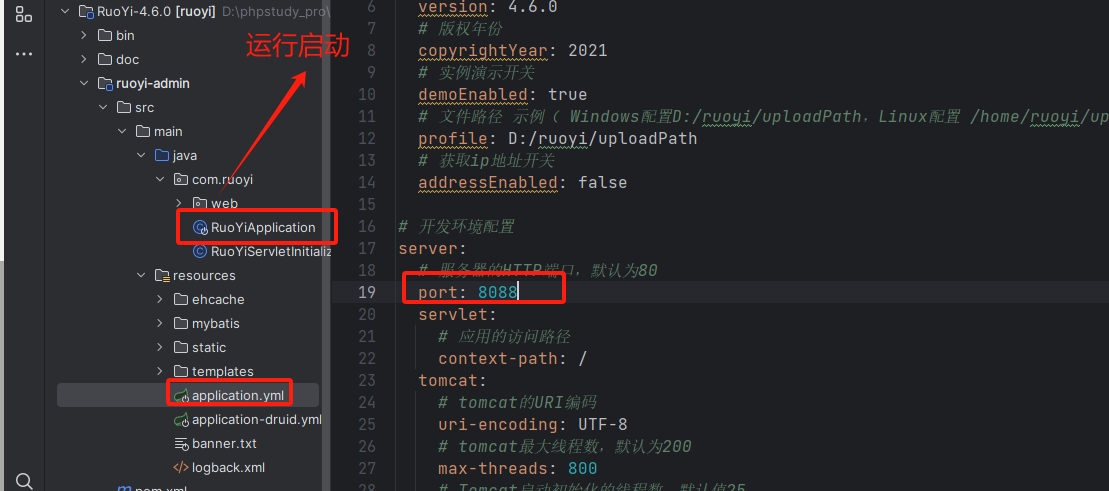 RuoYi-4.6.0 [ruoyi] D:\phpstudy_pro\
bin
doc
ruoyi-admin
src
main
java
com.ruoyi
web
RuoYiApplication
RuoYiServletInitializ
resources
ehcache
mybatis
static
templates
application.yml
application-druid.yml
banner.txt
logback.xml
pom.xml
运行启动
6 version: 4.6.0
7 # 版权年份
8 copyrightYear: 2021
9 # 实例演示开关
10 demoEnabled: true
11 # 文件路径 示例（ Windows配置D:/ruoyi/uploadPath，Linux配置 /home/ruoyi/up
12 profile: D:/ruoyi/uploadPath
13 # 获取ip地址开关
14 addressEnabled: false
15
16 # 开发环境配置
17 server:
18 # 服务器的HTTP端口，默认为80
19 port: 8088
20 servlet:
21 # 应用的访问路径
22 context-path: /
23 tomcat:
24 # tomcat的URI编码
25 uri-encoding: UTF-8
26 # tomcat最大线程数，默认为200
27 max-threads: 800
28 # Tomcat启动初始化的线程数，默认值25